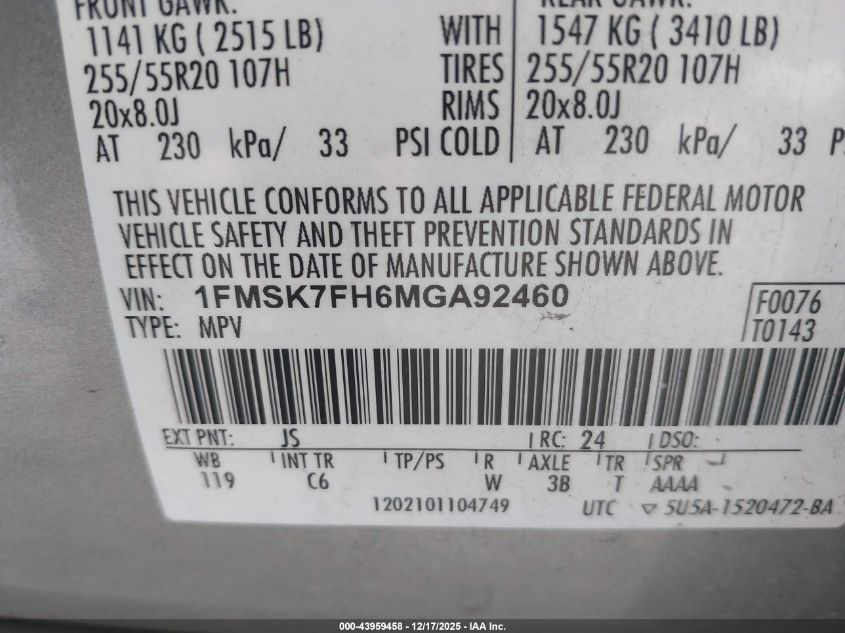 FRONT GAWR:
REAR GAWR:
1141 KG ( 2515 LB) WITH 1547 KG ( 3410 LB)
255/55R20 107H TIRES 255/55R20 107H
20x8.0J RIMS 20x8.0J
AT 230 kPa/ 33 PSI COLD AT 230 kPa/ 33 P
THIS VEHICLE CONFORMS TO ALL APPLICABLE FEDERAL MOTOR
VEHICLE SAFETY AND THEFT PREVENTION STANDARDS IN
EFFECT ON THE DATE OF MANUFACTURE SHOWN ABOVE.
VIN: 1FMSK7FH6MGA92460 F0076
TYPE: MPV T0143
EXT PNT: JS RC: 24 DSO:
WB INT TR TP/PS R AXLE TR SPR
119 C6 W 3B T AAAA
1202101104749 UTC ▽ 5U5A-1520472-BA
000-43959458 - 12/17/2025 - IAA Inc.